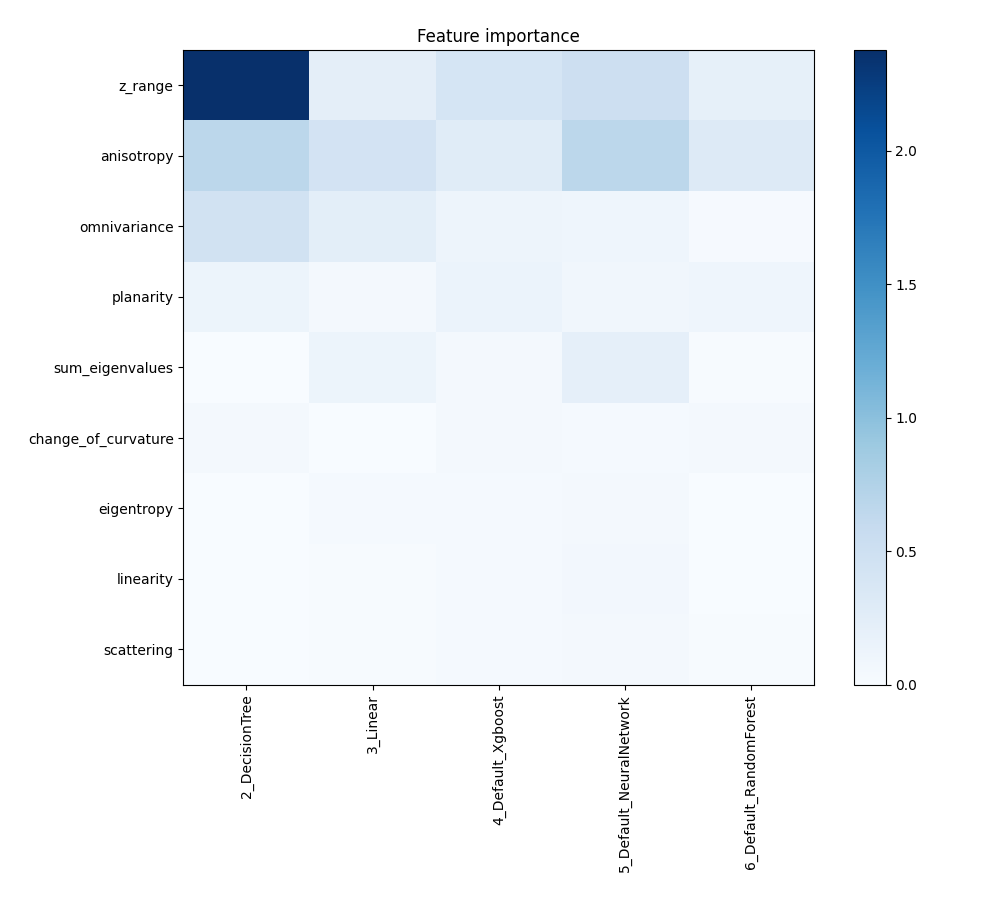 Feature importance
z_range
anisotropy
omnivariance
planarity
sum_eigenvalues
change_of_curvature
eigentropy
linearity
scattering
2_DecisionTree
3_Linear
4_Default_Xgboost
5_Default_NeuralNetwork
6_Default_RandomForest
2.0
1.5
1.0
0.5
0.0